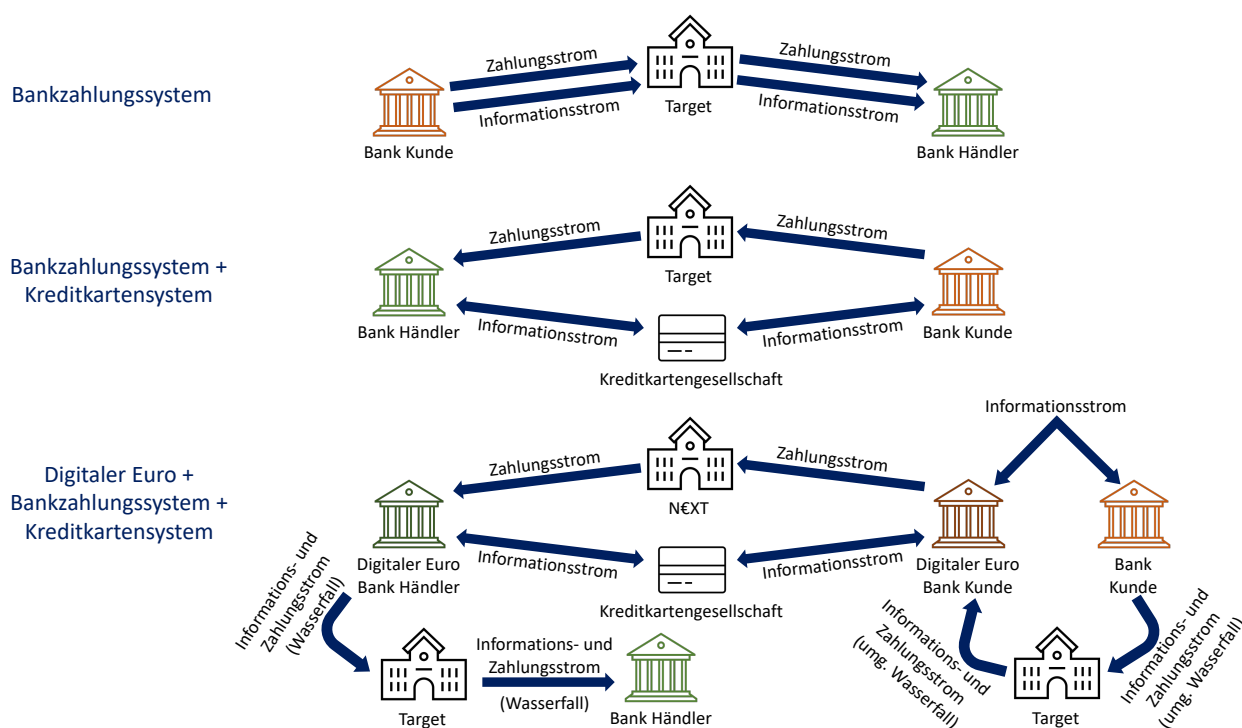 Bankzahlungssystem
Zahlungsstrom
Informationsstrom
Bank Kunde
Target
Zahlungsstrom
Informationsstrom
Bank Händler
Bankzahlungssystem +
Kreditkartensystem
Zahlungsstrom
Target
Zahlungsstrom
Bank Händler
Informationsstrom
Kreditkartengesellschaft
Informationsstrom
Bank Kunde
Digitaler Euro +
Bankzahlungssystem +
Kreditkartensystem
Informationsstrom
Zahlungsstrom
N€XT
Zahlungsstrom
Digitaler Euro
Bank Händler
Informationsstrom
Kreditkartengesellschaft
Informationsstrom
Digitaler Euro
Bank Kunde
Bank
Kunde
Informations- und
Zahlungsstrom
(Wasserfall)
Target
Informations- und
Zahlungsstrom
(Wasserfall)
Bank Händler
Informations- und
Zahlungsstrom
(umg. Wasserfall)
Target
Informations- und
Zahlungsstrom
(umg. Wasserfall)